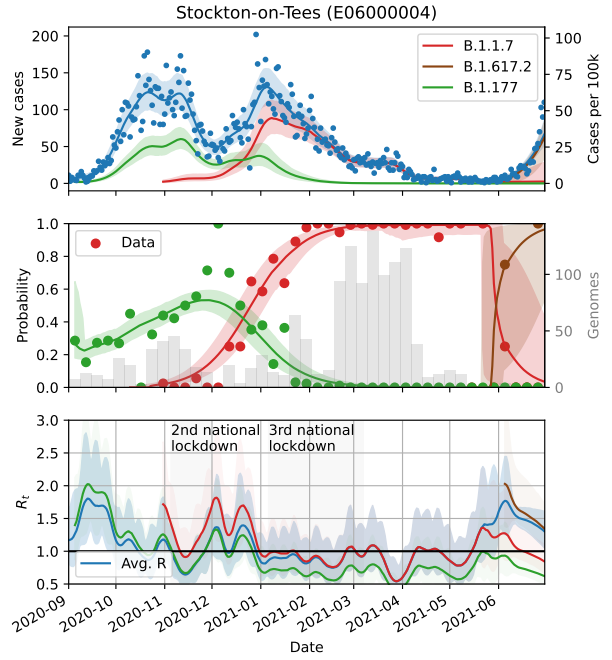 Stockton-on-Tees (E06000004)
200
150
100
50
0
New cases
100
75
50
25
0
Cases per 100k
B.1.1.7
B.1.617.2
B.1.177
1.0
0.8
0.6
0.4
0.2
0.0
Probability
Data
100
50
0
Genomes
3.0
2.5
2.0
1.5
1.0
0.5
Rt
2nd national
lockdown
3rd national
lockdown
Avg. R
2020-09
2020-10
2020-11
2020-12
2021-01
2021-02
2021-03
2021-04
2021-05
2021-06
Date